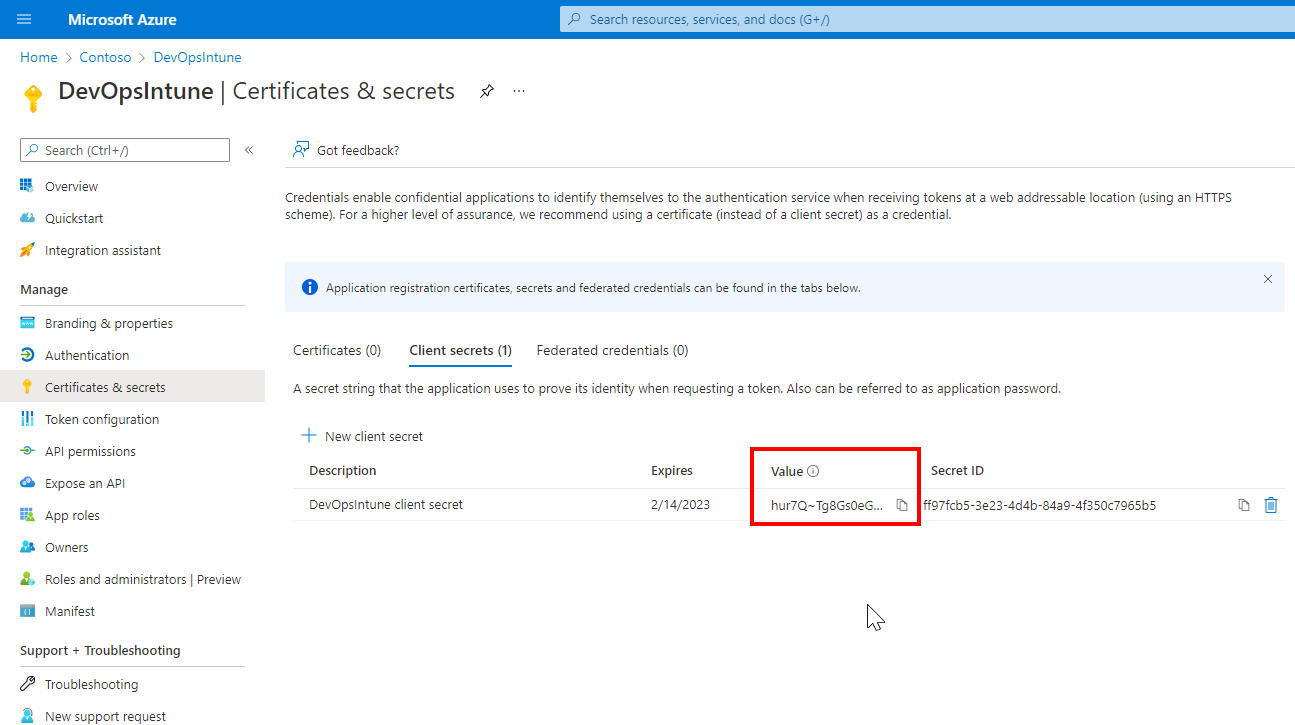 Microsoft Azure
Search resources, services, and docs (G+/)
Home > Contoso > DevOpsIntune
DevOpsIntune | Certificates & secrets
Search (Ctrl+/)
Overview
Quickstart
Integration assistant
Manage
Branding & properties
Authentication
Certificates & secrets
Token configuration
API permissions
Expose an API
App roles
Owners
Roles and administrators | Preview
Manifest
Support + Troubleshooting
Troubleshooting
New support request
Got feedback?
Credentials enable confidential applications to identify themselves to the authentication service when receiving tokens at a web addressable location (using an HTTPS
scheme). For a higher level of assurance, we recommend using a certificate (instead of a client secret) as a credential.
Application registration certificates, secrets and federated credentials can be found in the tabs below.
Certificates (0) Client secrets (1) Federated credentials (0)
A secret string that the application uses to prove its identity when requesting a token. Also can be referred to as application password.
New client secret
Description Expires Value Secret ID
DevOpsIntune client secret 2/14/2023 hur7Q~Tg8Gs0eG... ff97fcb5-3e23-4d4b-84a9-4f350c7965b5